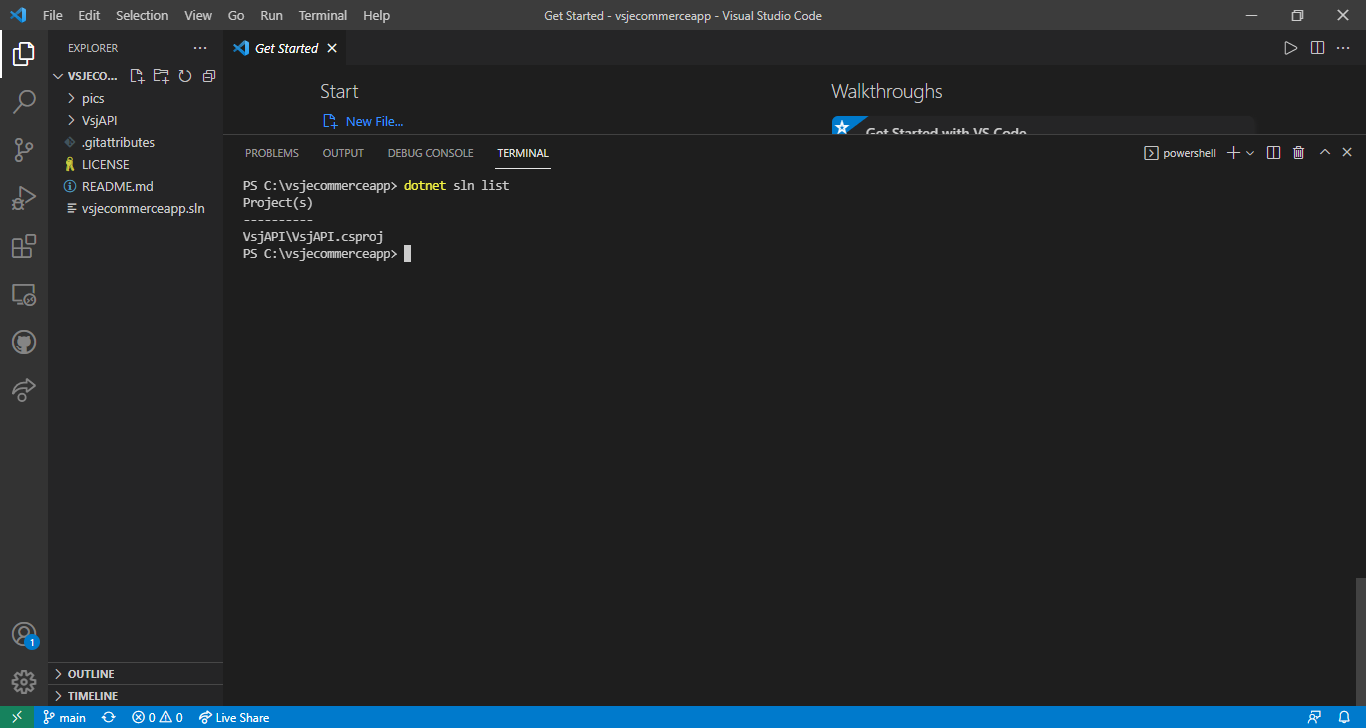 File Edit Selection View Go Run Terminal Help
Get Started - vsjecommerceapp - Visual Studio Code
EXPLORER
VSJECO...
pics
VsjAPI
.gitattributes
LICENSE
README.md
vsjecommerceapp.sln
OUTLINE
TIMELINE
Get Started
Start
New File...
Walkthroughs
Get Started with VS Code
PROBLEMS OUTPUT DEBUG CONSOLE TERMINAL
powershell
PS C:\vsjecommerceapp> dotnet sln list
Project(s)
----------
VsjAPI\VsjAPI.csproj
PS C:\vsjecommerceapp>
1
main 0 0 Live Share